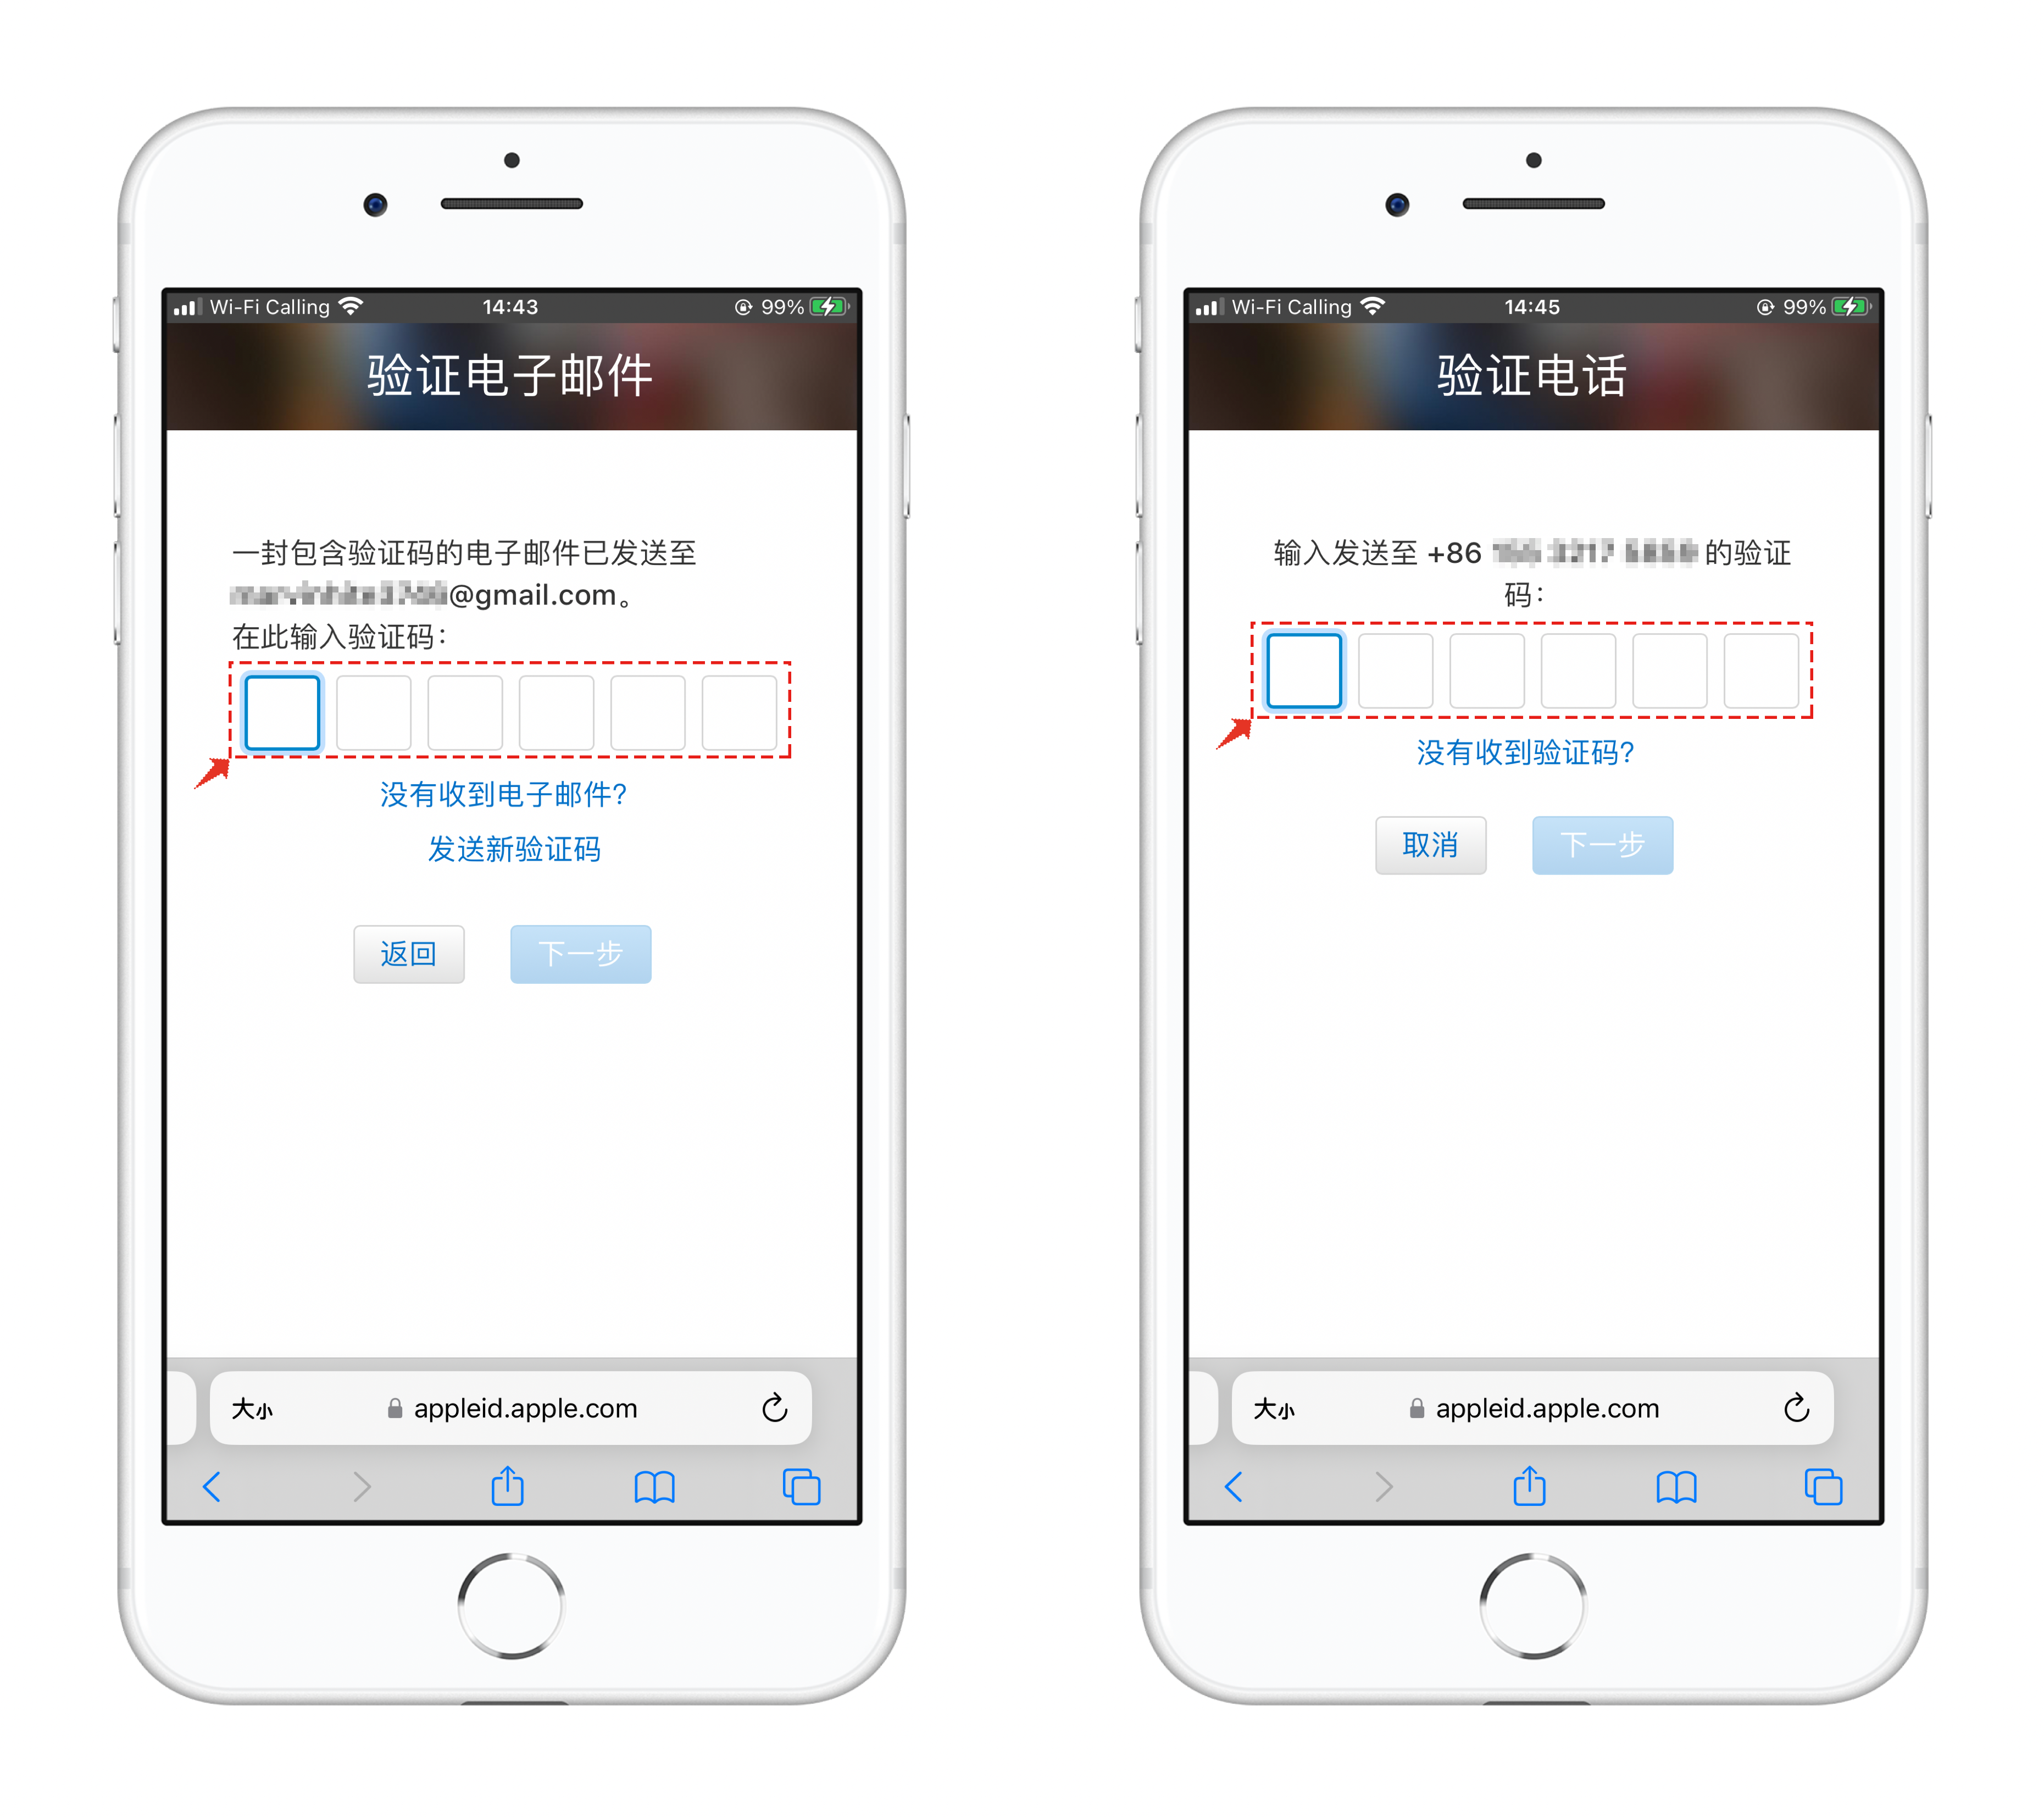 Wi-Fi Calling 14:43 99%
验证电子邮件
一封包含验证码的电子邮件已发送至
@gmail.com。
在此输入验证码：
没有收到电子邮件？
发送新验证码
返回 下一步
大小 appleid.apple.com
Wi-Fi Calling 14:45 99%
验证电话
输入发送至 +86 的验证
码：
没有收到验证码？
取消 下一步
大小 appleid.apple.com